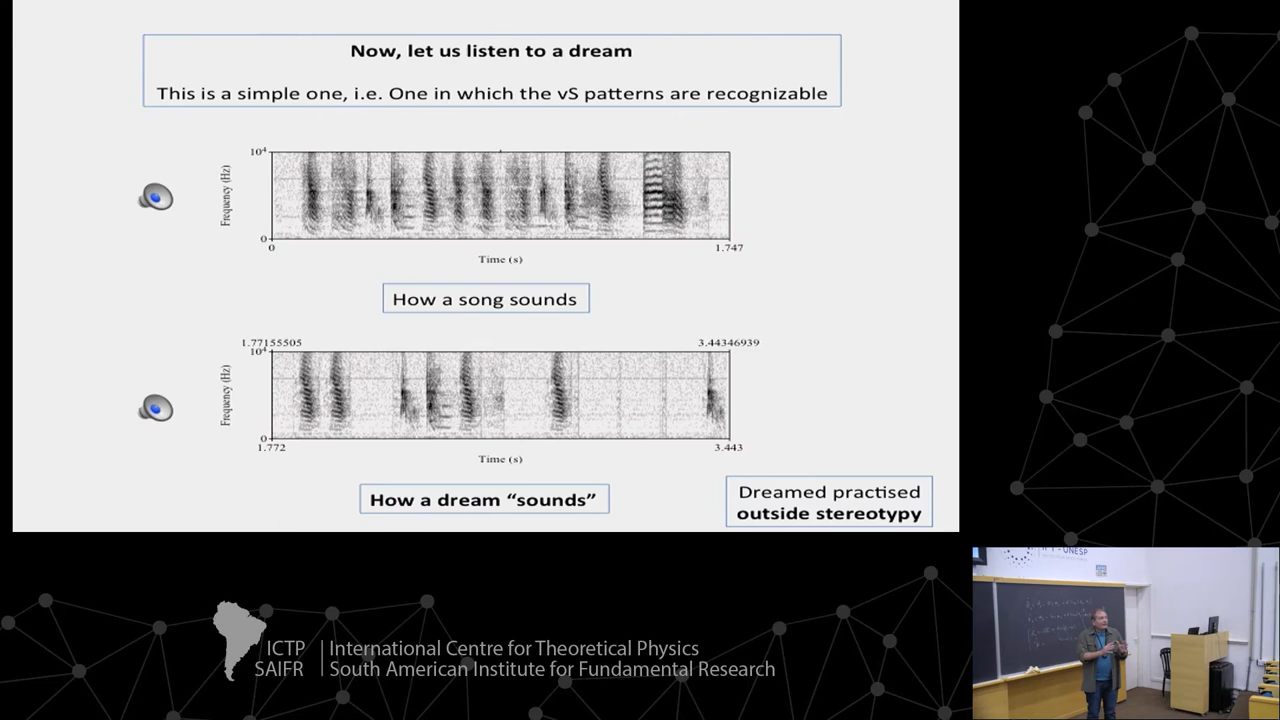 Now, let us listen to a dream
This is a simple one, i.e. One in which the vS patterns are recognizable
10⁴
Frequency (Hz)
0
0
1.747
Time (s)
How a song sounds
1.77155505
3.44346939
10⁴
Frequency (Hz)
0
1.772
3.443
Time (s)
How a dream “sounds”
Dreamed practised
outside stereotypy
UNESP
ICTP
SAIFR
International Centre for Theoretical Physics
South American Institute for Fundamental Research